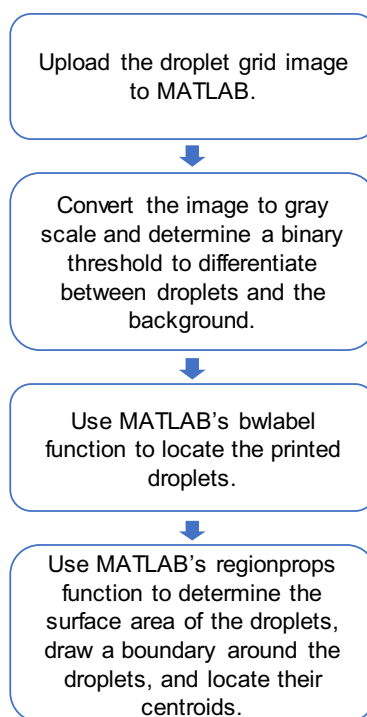 Upload the droplet grid image
to MATLAB.
Convert the image to gray
scale and determine a binary
threshold to differentiate
between droplets and the
background.
Use MATLAB's bwlabel
function to locate the printed
droplets.
Use MATLAB's regionprops
function to determine the
surface area of the droplets,
draw a boundary around the
droplets, and locate their
centroids.